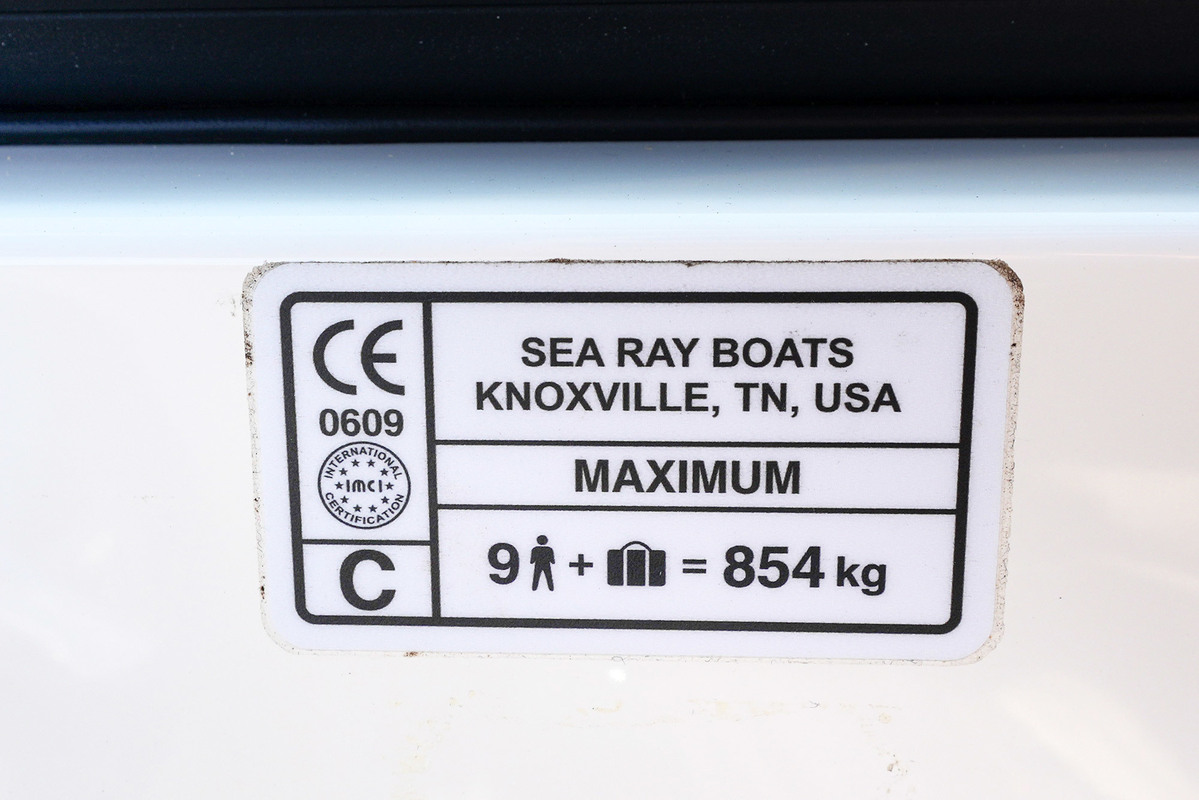 CE
0609
INTERNATIONAL
IMCI
CERTIFICATION
C
SEA RAY BOATS
KNOXVILLE, TN, USA
MAXIMUM
9 + = 854 kg